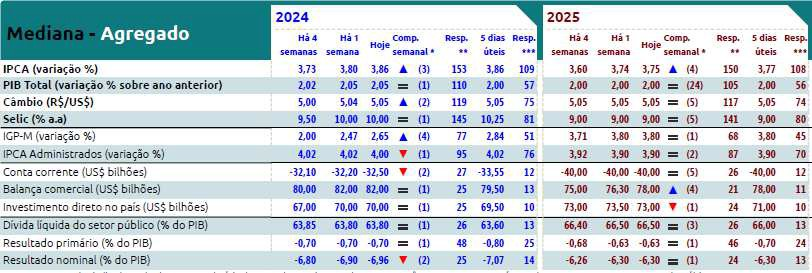 Mediana - Agregado
2024 2025
Há 4 semanas Há 1 semana Hoje Comp. semanal * Resp. ** 5 dias úteis Resp. *** Há 4 semanas Há 1 semana Hoje Comp. semanal * Resp. ** 5 dias úteis Resp. ***
IPCA (variação %) 3,73 3,80 3,86 ▲ (3) 153 3,86 109 3,60 3,74 3,75 ▲ (4) 150 3,77 108
PIB Total (variação % sobre ano anterior) 2,02 2,05 2,05 = (1) 110 2,00 57 2,00 2,00 2,00 = (24) 105 2,00 56
Câmbio (R$/US$) 5,00 5,04 5,05 ▲ (2) 119 5,05 75 5,05 5,05 5,05 = (5) 117 5,05 74
Selic (% a.a) 9,50 10,00 10,00 = (1) 145 10,25 81 9,00 9,00 9,00 = (5) 141 9,00 80
IGP-M (variação %) 2,00 2,47 2,65 ▲ (4) 77 2,84 51 3,71 3,80 3,80 = (1) 68 3,80 45
IPCA Administrados (variação %) 4,02 4,02 4,00 ▼ (1) 95 4,02 76 3,92 3,90 3,90 = (2) 87 3,90 70
Conta corrente (US$ bilhões) -32,10 -32,20 -32,50 ▼ (2) 27 -33,55 12 -40,00 -40,00 -40,00 = (5) 26 -40,00 12
Balança comercial (US$ bilhões) 80,00 82,00 82,00 = (1) 25 79,50 13 75,00 76,30 78,00 ▲ (4) 21 78,00 11
Investimento direto no país (US$ bilhões) 67,00 70,00 70,00 = (1) 25 69,50 10 73,00 73,50 73,00 ▼ (1) 24 71,00 10
Dívida líquida do setor público (% do PIB) 63,85 63,80 63,80 = (1) 26 63,60 13 66,40 66,50 66,50 = (3) 26 66,00 13
Resultado primário (% do PIB) -0,70 -0,70 -0,70 = (1) 48 -0,80 25 -0,68 -0,63 -0,63 = (1) 46 -0,70 24
Resultado nominal (% do PIB) -6,80 -6,90 -6,96 ▼ (2) 25 -7,07 14 -6,26 -6,30 -6,30 = (1) 24 -6,30 13